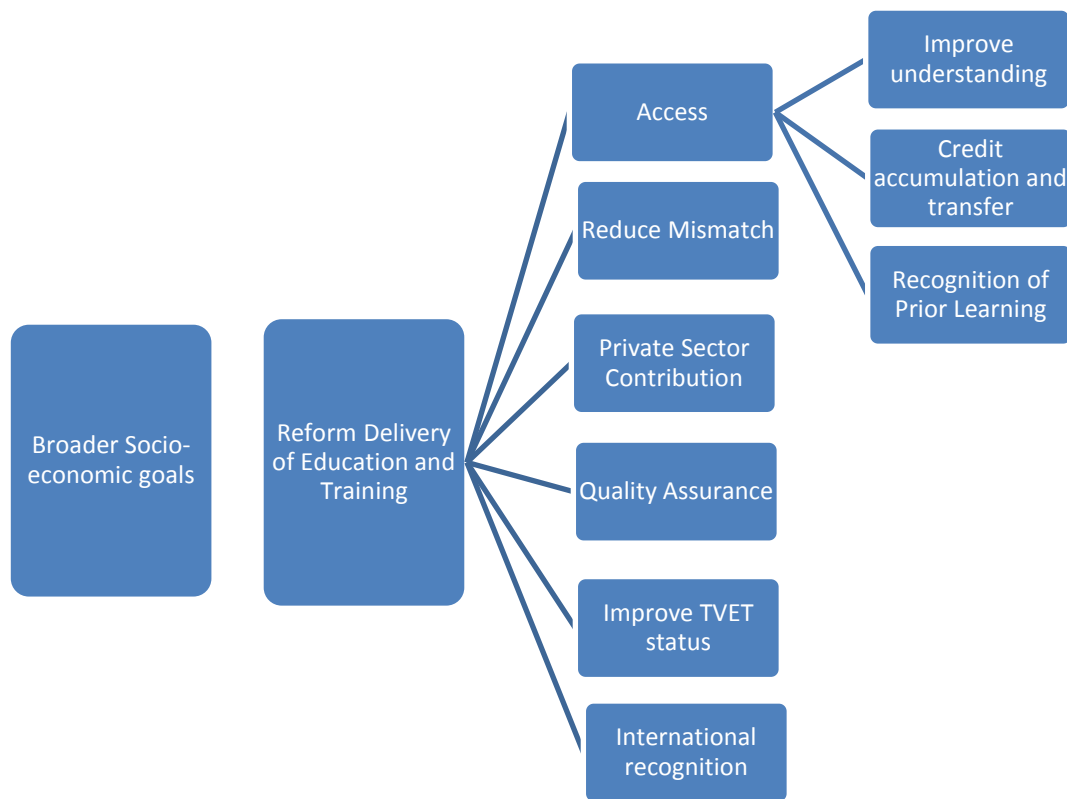 Broader Socio-
economic goals
Reform Delivery
of Education and
Training
Access
Reduce Mismatch
Private Sector
Contribution
Quality Assurance
Improve TVET
status
International
recognition
Improve
understanding
Credit
accumulation and
transfer
Recognition of
Prior Learning